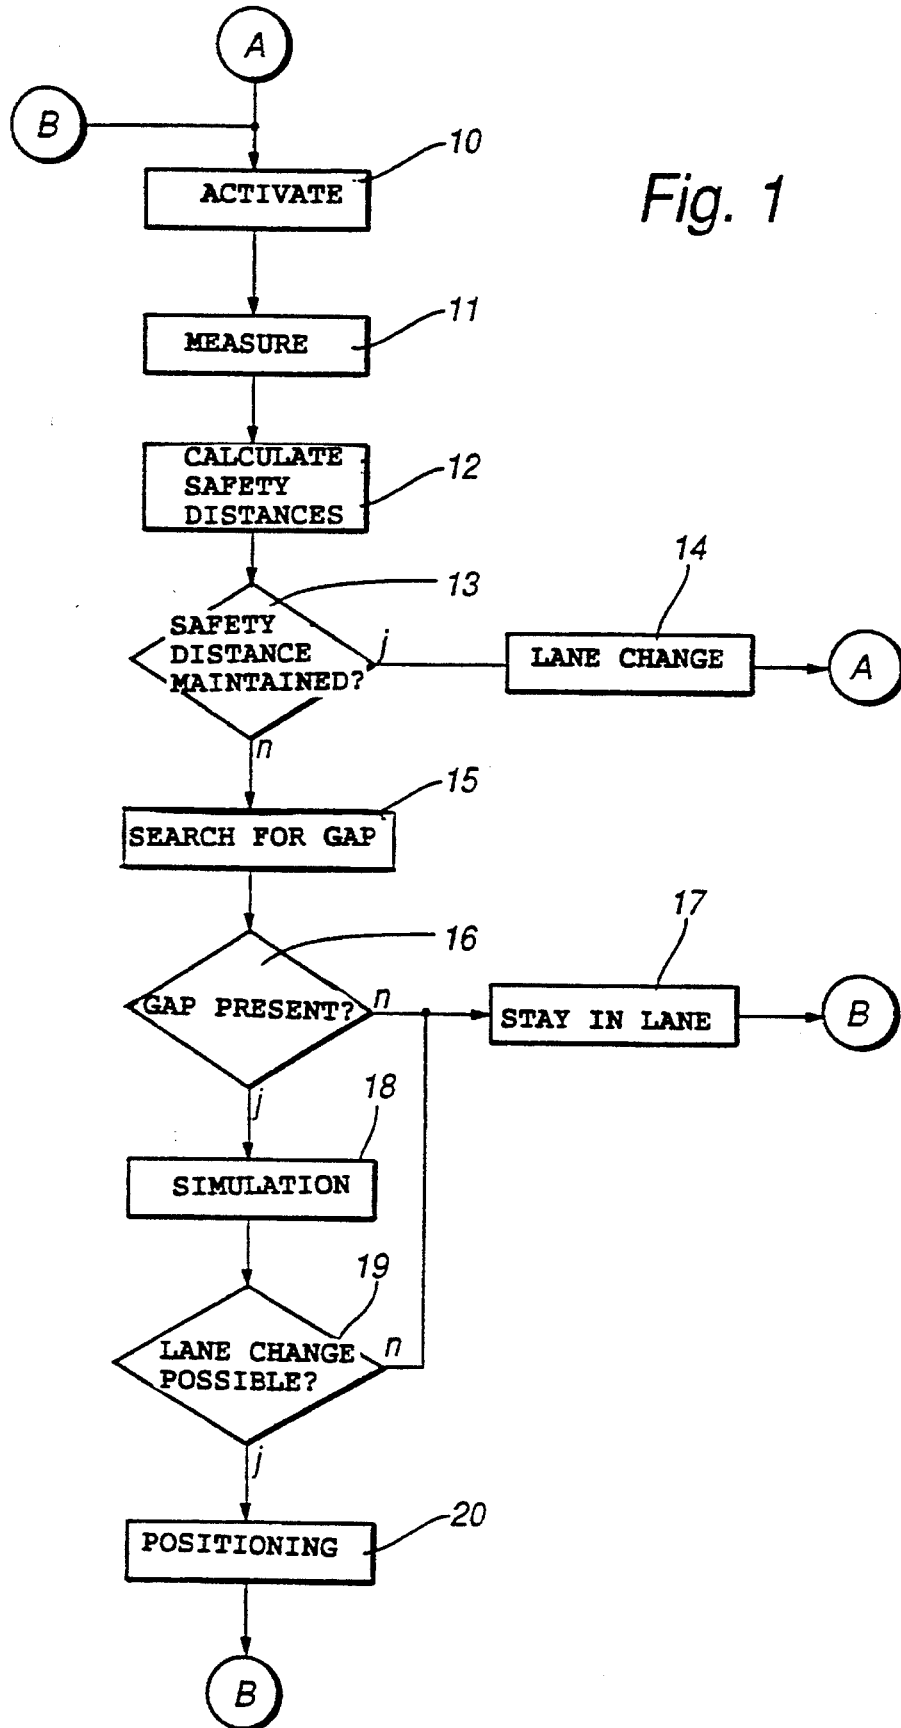 A
B
10
ACTIVATE
Fig. 1
11
MEASURE
CALCULATE
SAFETY
DISTANCES
12
13
14
SAFETY
DISTANCE
MAINTAINED?
j
LANE CHANGE
A
n
15
SEARCH FOR GAP
16
17
GAP PRESENT?
n
STAY IN LANE
B
j
18
SIMULATION
19
LANE CHANGE
POSSIBLE?
n
j
20
POSITIONING
B